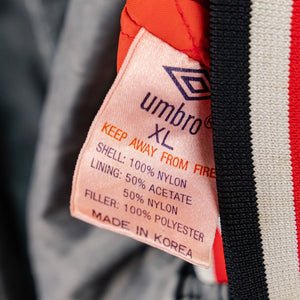 umbro®
XL
KEEP AWAY FROM FIRE
SHELL: 100% NYLON
LINING: 50% ACETATE
50% NYLON
FILLER: 100% POLYESTER
MADE IN KOREA